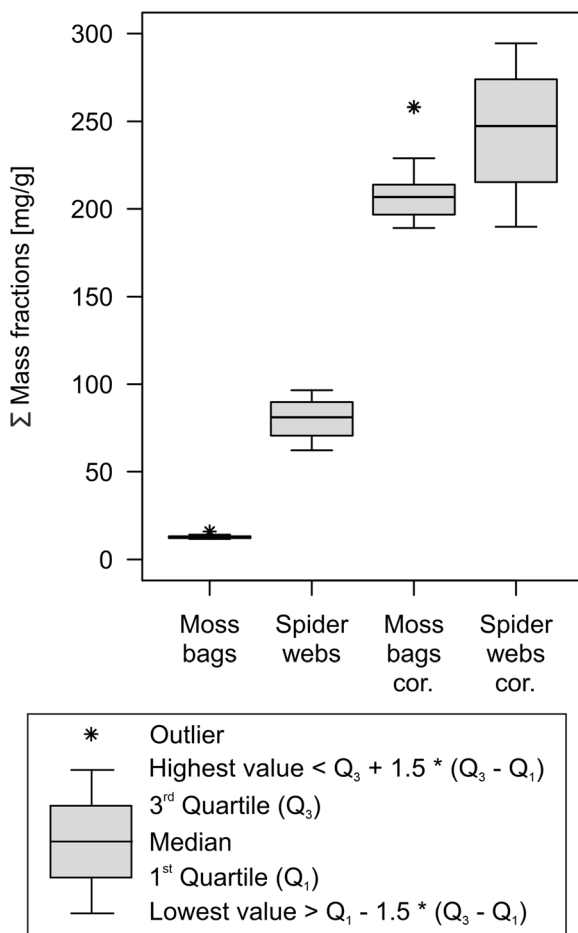 Σ Mass fractions [mg/g]
300
250
200
150
100
50
0
Moss bags
Spider webs
Moss bags cor.
Spider webs cor.
* Outlier
Highest value < Q₃ + 1.5 * (Q₃ - Q₁)
3ʳᵈ Quartile (Q₃)
Median
1ˢᵗ Quartile (Q₁)
Lowest value > Q₁ - 1.5 * (Q₃ - Q₁)